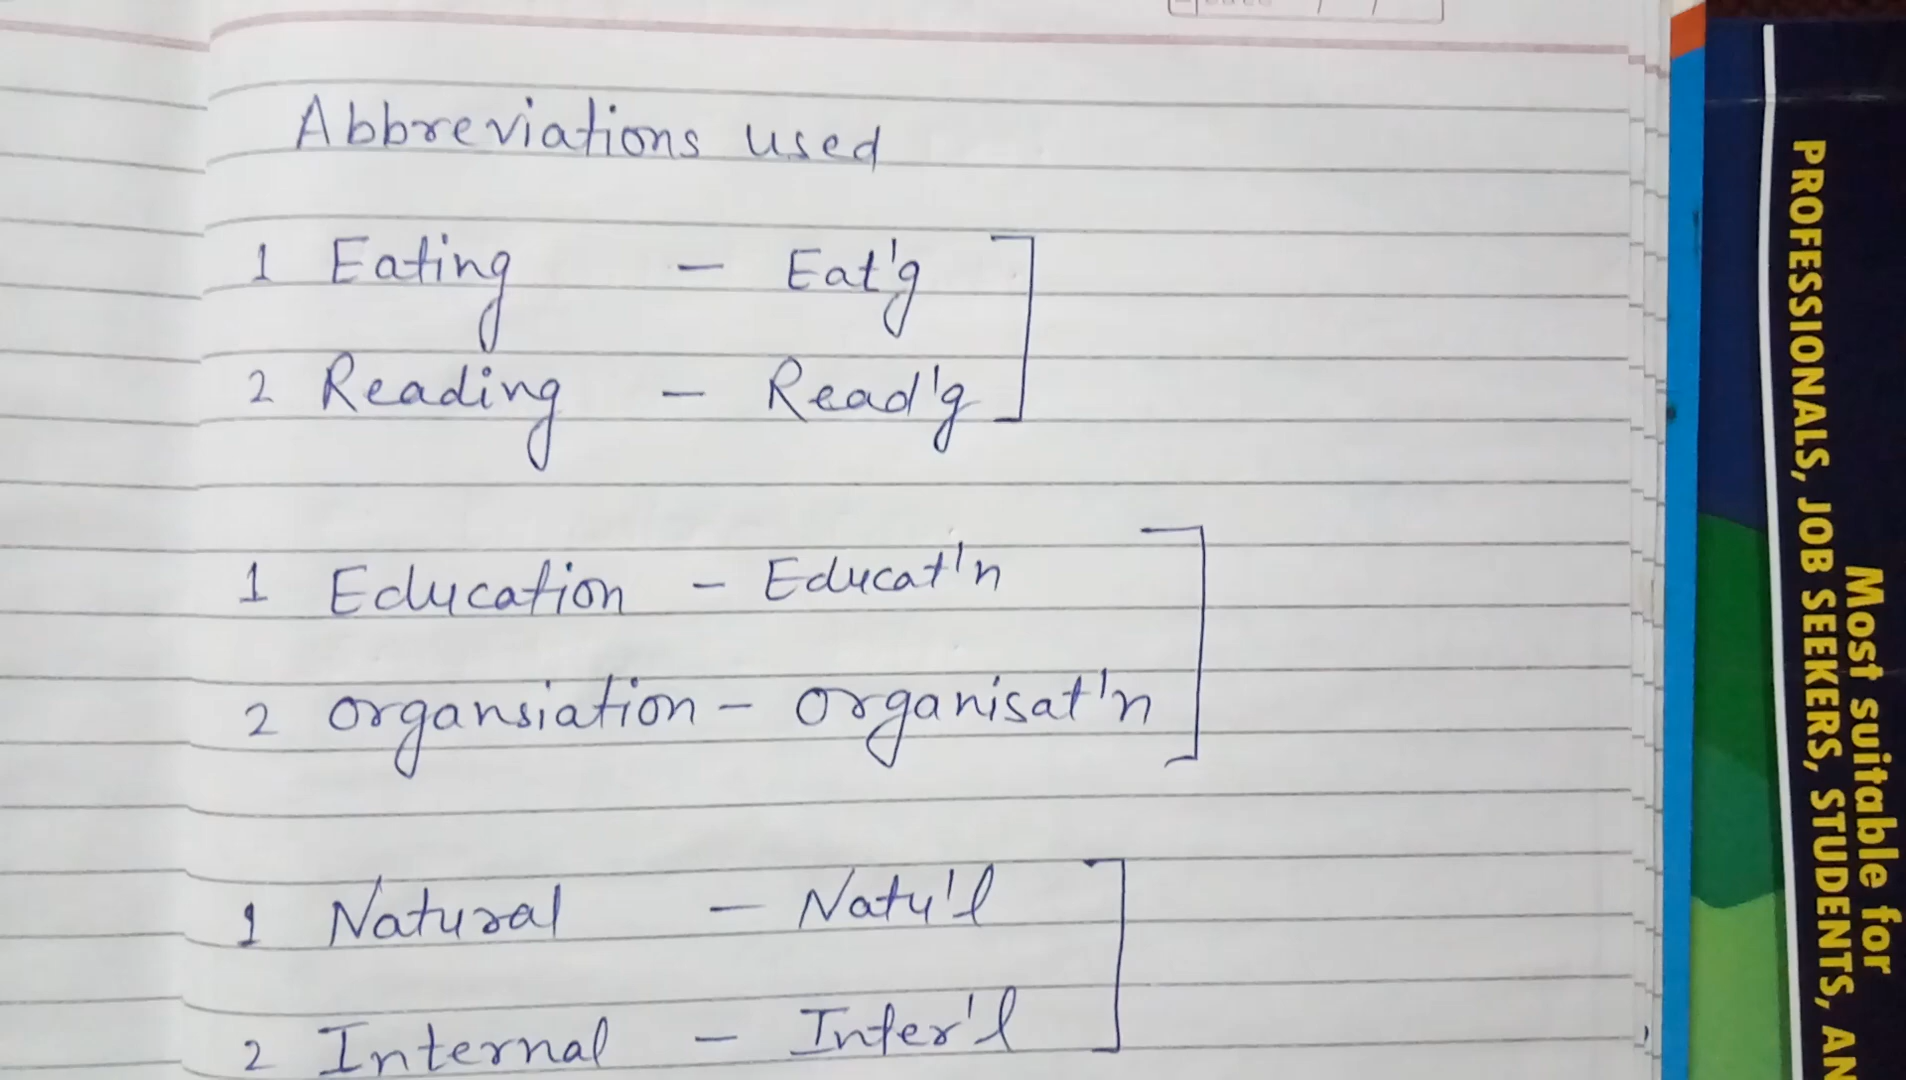 Abbreviations used
1 Eating - Eat'g
2 Reading - Read'g
1 Education - Educat'n
2 organsiation - organisat'n
1 Natural - Natu'l
2 Internal - Inter'l
Most suitable for
PROFESSIONALS, JOB SEEKERS, STUDENTS, AN